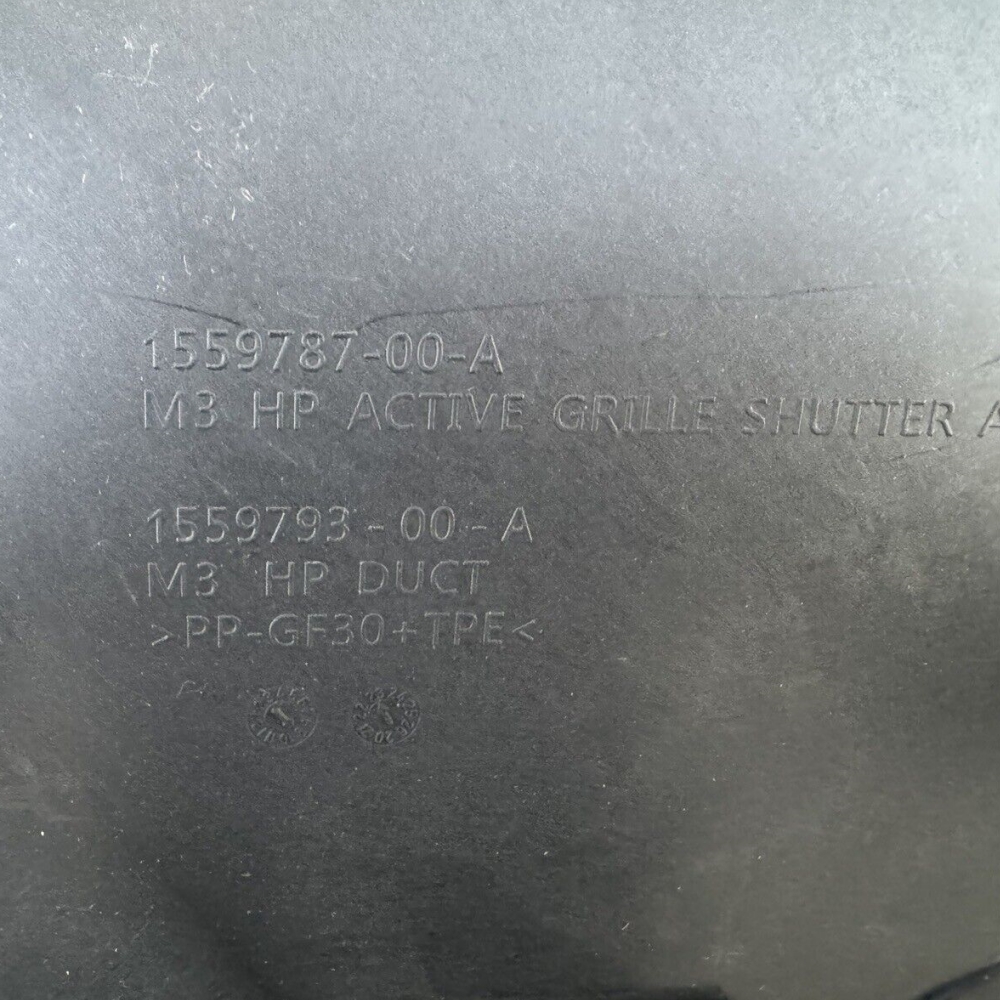 1559787-00-A
M3 HP ACTIVE GRILLE SHUTTER A
1559793-00-A
M3 HP DUCT
>PP-GF30+TPE<